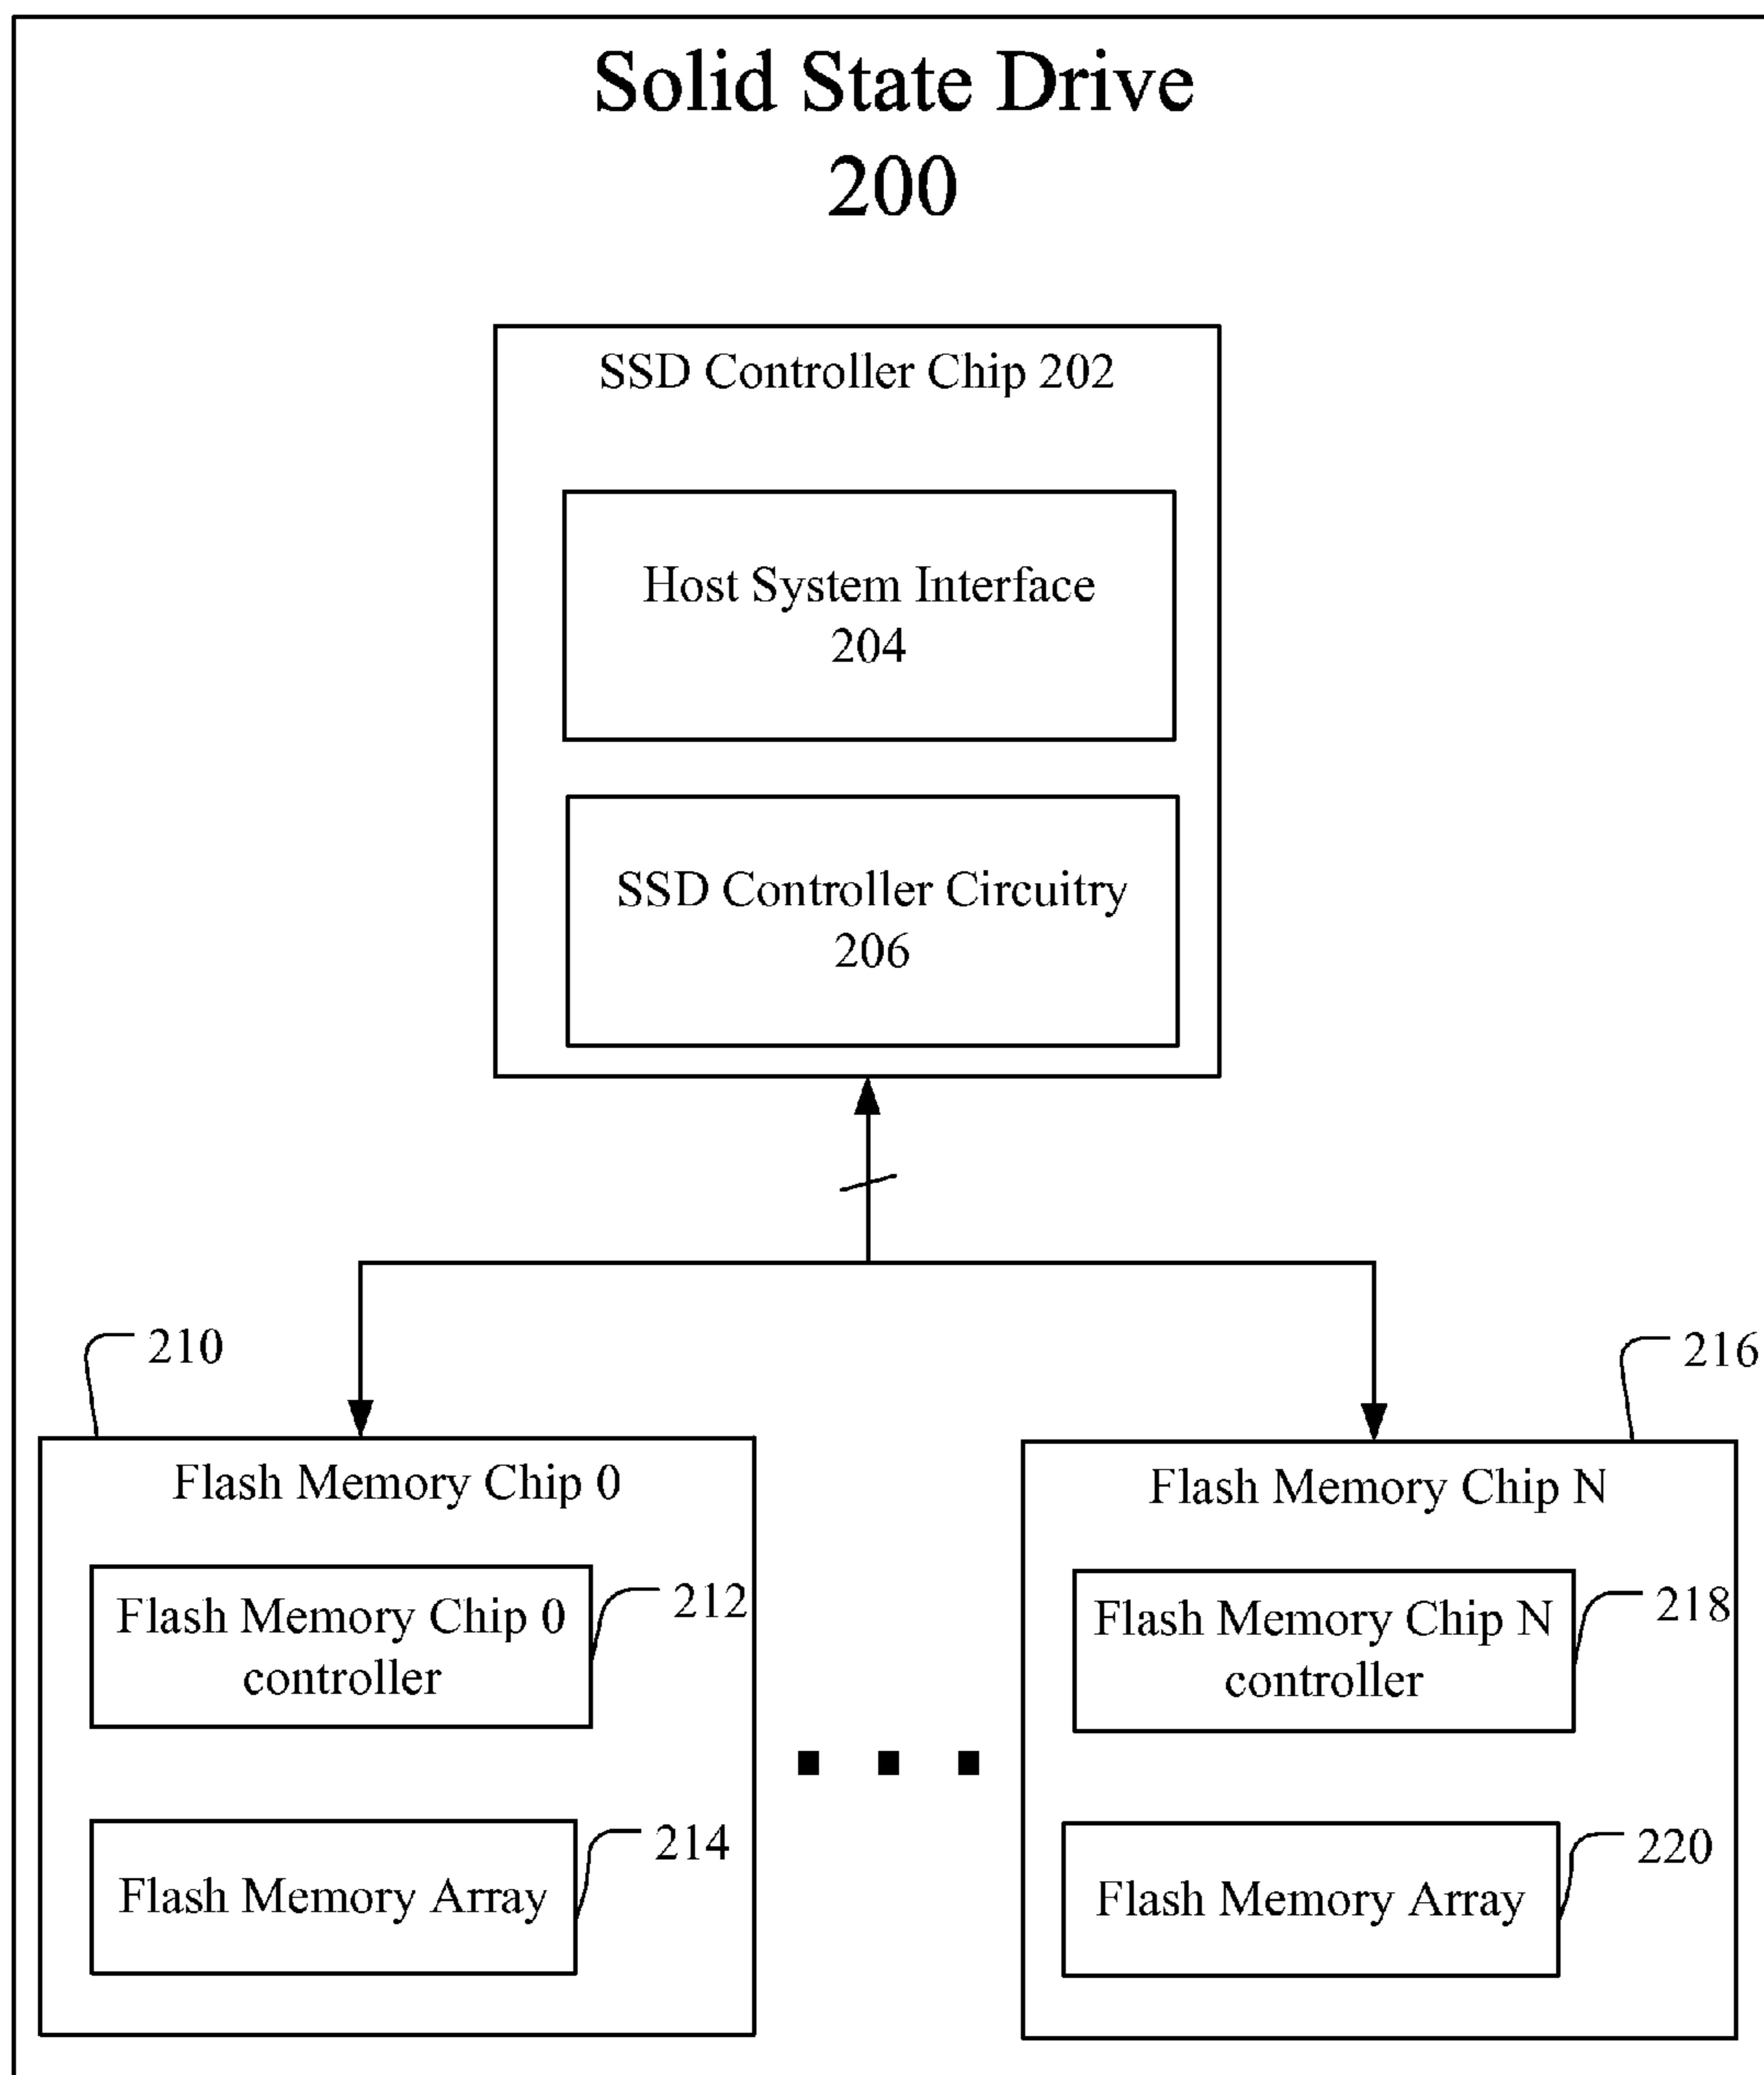 Solid State Drive
200
SSD Controller Chip 202
Host System Interface
204
SSD Controller Circuitry
206
210
216
Flash Memory Chip 0
Flash Memory Chip 0
controller
212
Flash Memory Array
214
Flash Memory Chip N
Flash Memory Chip N
controller
218
Flash Memory Array
220